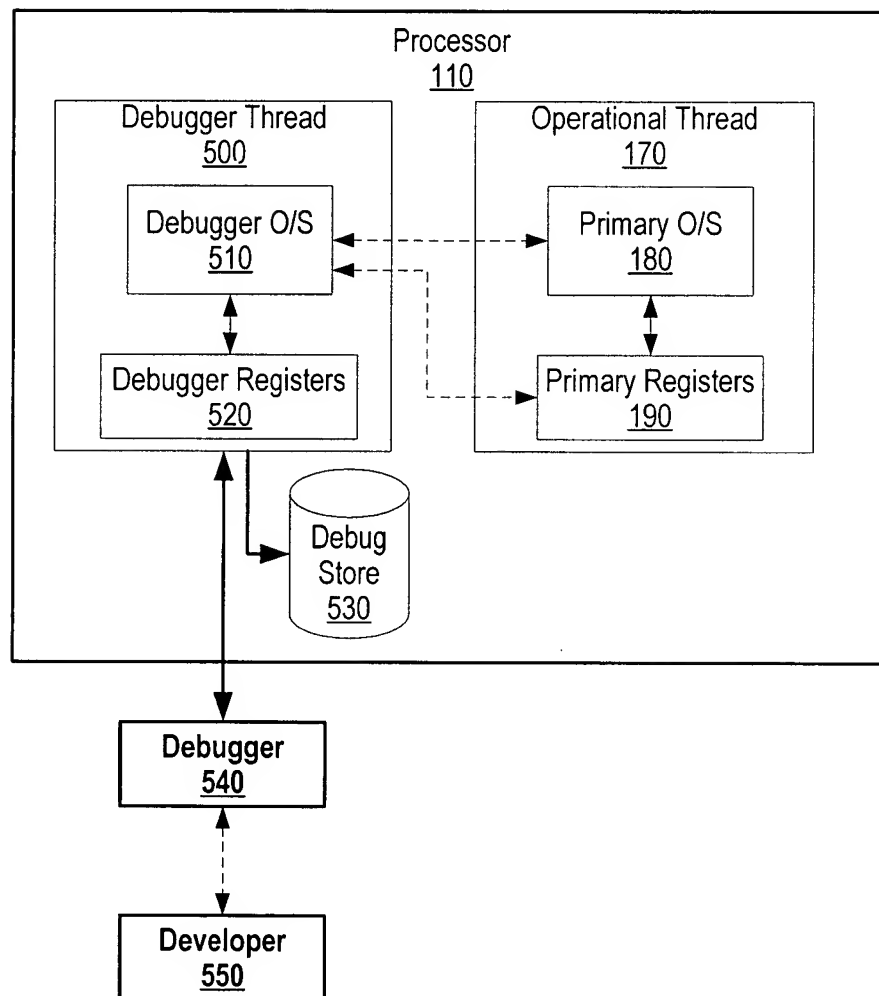 Processor
110
Debugger Thread
500
Operational Thread
170
Debugger O/S
510
Primary O/S
180
Debugger Registers
520
Primary Registers
190
Debug
Store
530
Debugger
540
Developer
550